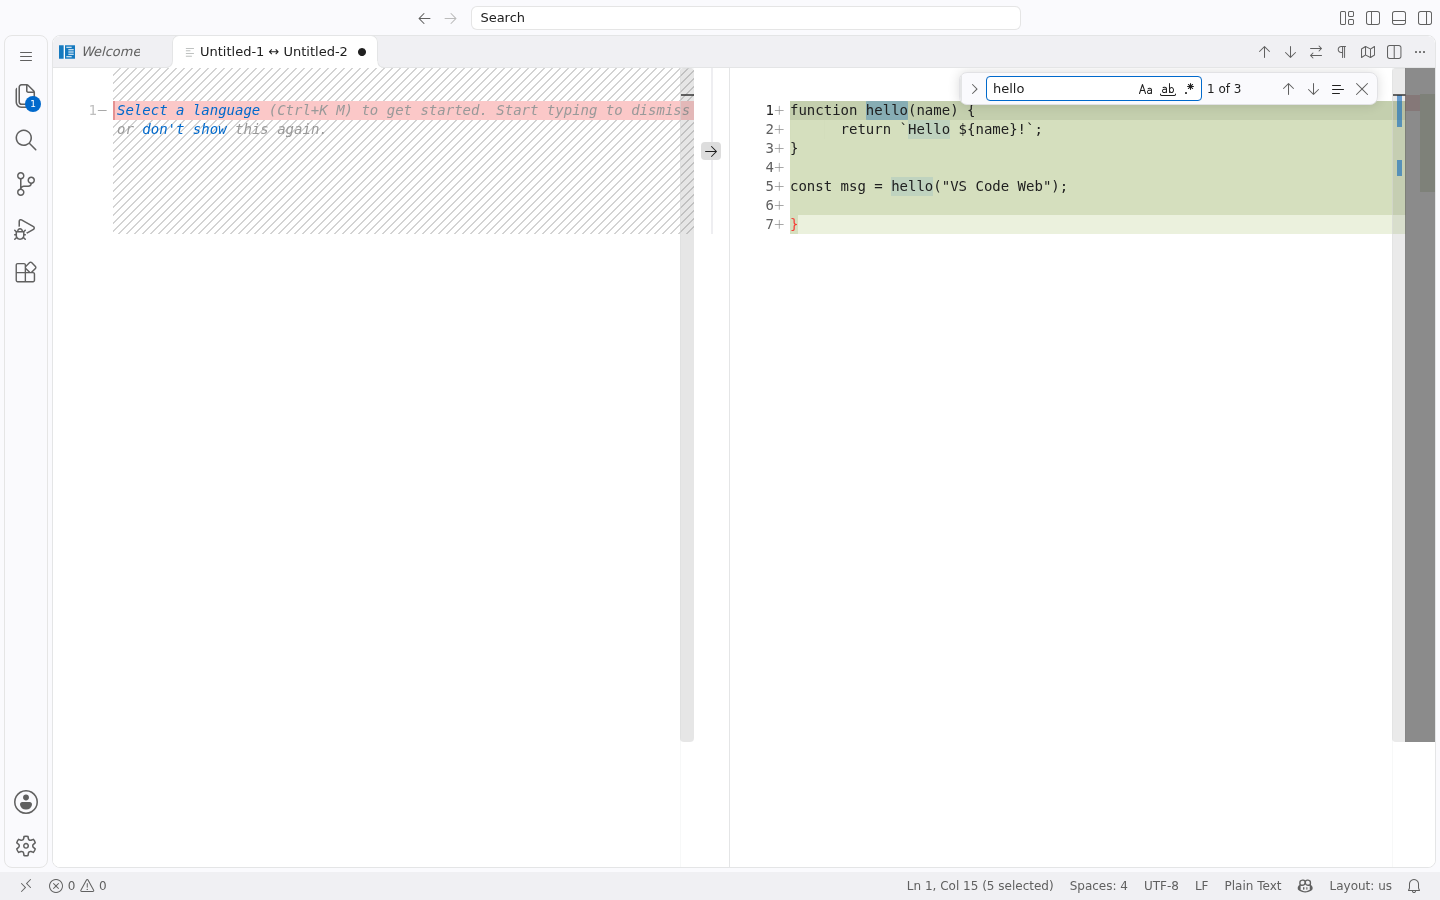 Search
Welcome
Untitled-1 ↔ Untitled-2
1
hello
1 of 3
1− Select a language (Ctrl+K M) to get started. Start typing to dismiss
or don't show this again.
1+ function hello(name) {
2+ return `Hello ${name}!`;
3+ }
4+
5+ const msg = hello("VS Code Web");
6+
7+ }
0 0
Ln 1, Col 15 (5 selected)
Spaces: 4
UTF-8
LF
Plain Text
Layout: us